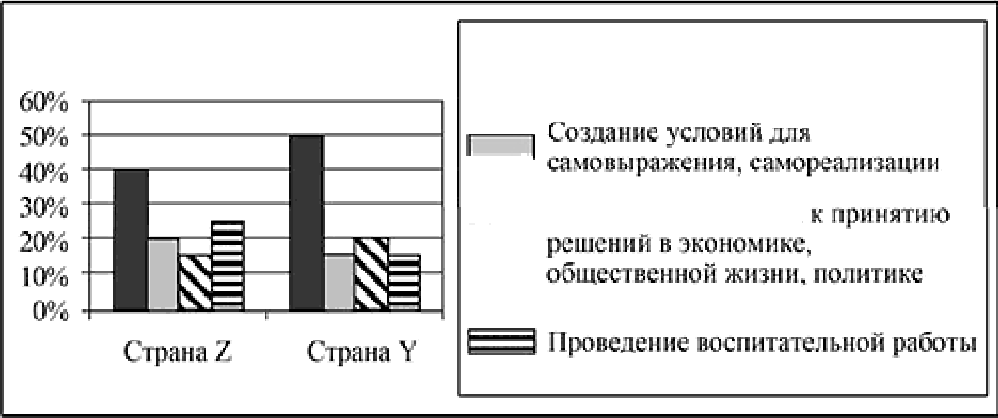 60%
50%
40%
30%
20%
10%
0%
Страна Z
Страна Y
Создание условий для
самовыражения, самореализации
к принятию
решений в экономике,
общественной жизни, политике
Проведение воспитательной работы